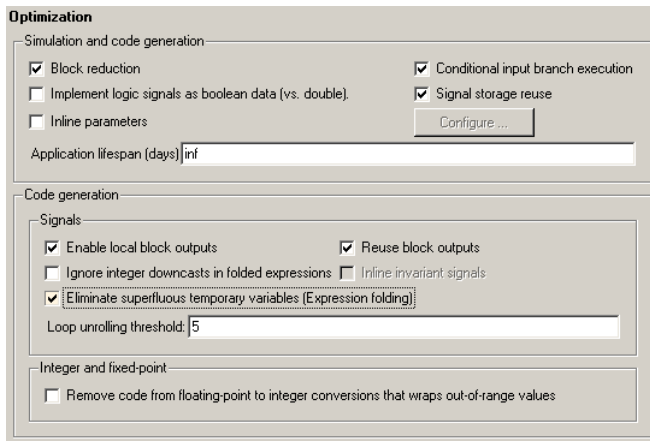 Optimization
Simulation and code generation
Block reduction
Conditional input branch execution
Implement logic signals as boolean data (vs. double).
Signal storage reuse
Inline parameters
Configure ...
Application lifespan (days) inf
Code generation
Signals
Enable local block outputs
Reuse block outputs
Ignore integer downcasts in folded expressions
Inline invariant signals
Eliminate superfluous temporary variables (Expression folding)
Loop unrolling threshold: 5
Integer and fixed-point
Remove code from floating-point to integer conversions that wraps out-of-range values